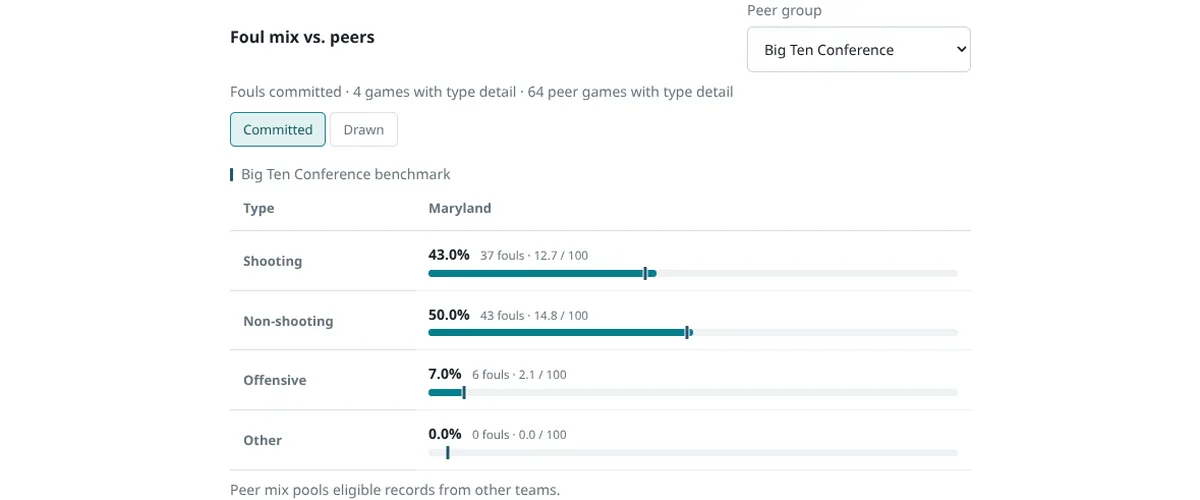 Peer group
Foul mix vs. peers
Big Ten Conference
Fouls committed · 4 games with type detail · 64 peer games with type detail
Committed Drawn
Big Ten Conference benchmark
Type Maryland
Shooting 43.0% 37 fouls · 12.7 / 100
Non-shooting 50.0% 43 fouls · 14.8 / 100
Offensive 7.0% 6 fouls · 2.1 / 100
Other 0.0% 0 fouls · 0.0 / 100
Peer mix pools eligible records from other teams.